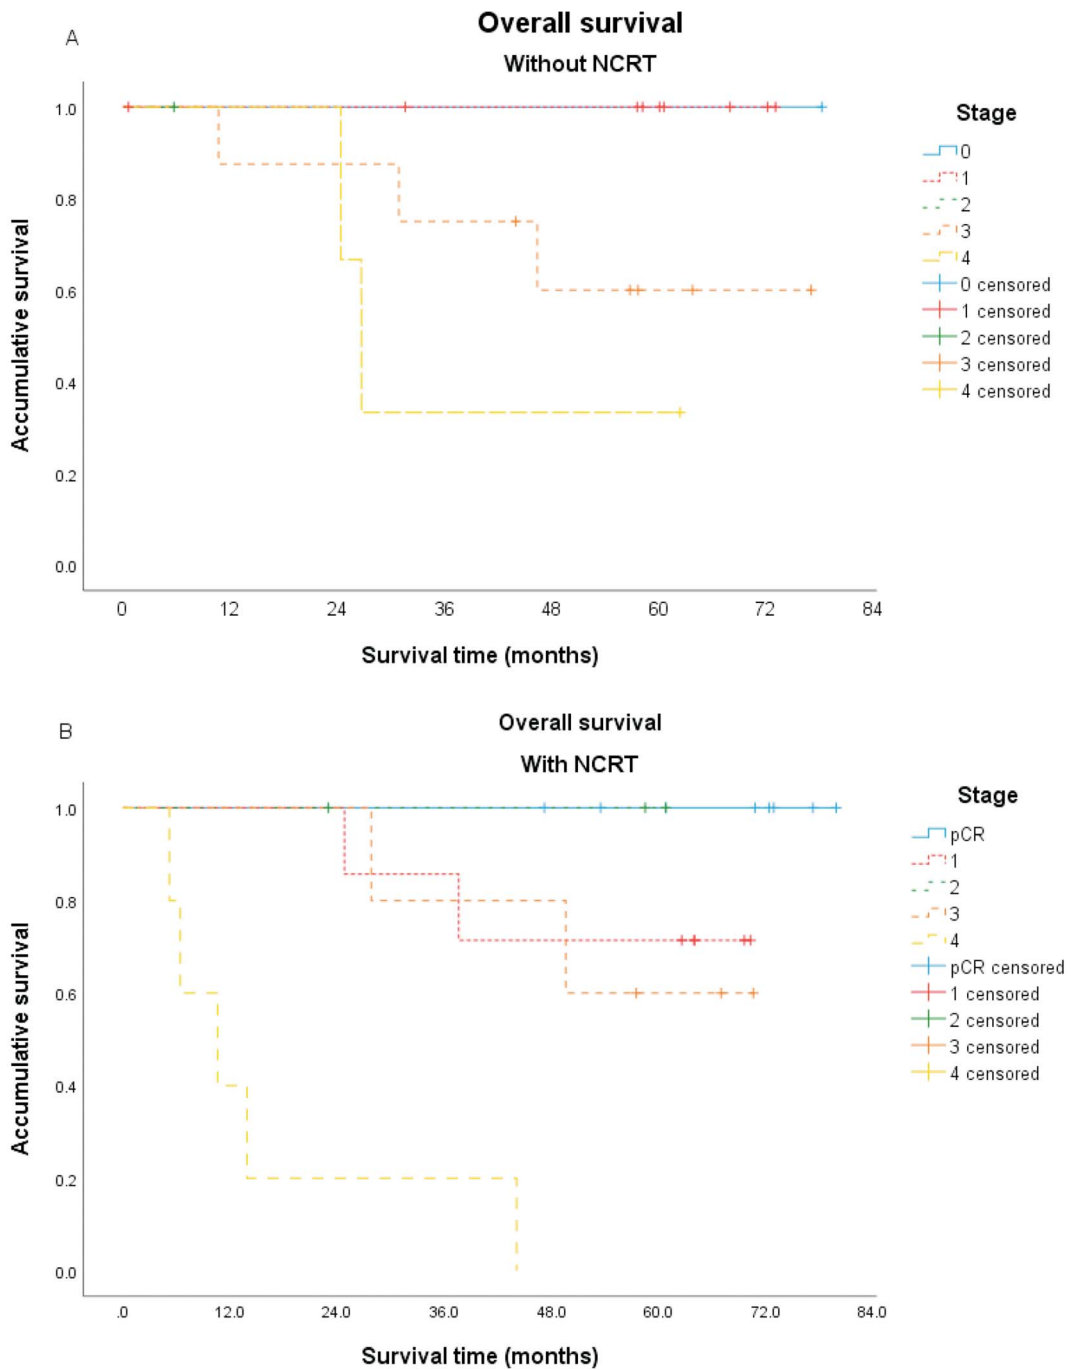 A
Overall survival
Without NCRT
Accumulative survival
1.0
0.8
0.6
0.4
0.2
0.0
0 12 24 36 48 60 72 84
Survival time (months)
Stage
0
1
2
3
4
0 censored
1 censored
2 censored
3 censored
4 censored
B
Overall survival
With NCRT
Accumulative survival
1.0
0.8
0.6
0.4
0.2
0.0
.0 12.0 24.0 36.0 48.0 60.0 72.0 84.0
Survival time (months)
Stage
pCR
1
2
3
4
pCR censored
1 censored
2 censored
3 censored
4 censored